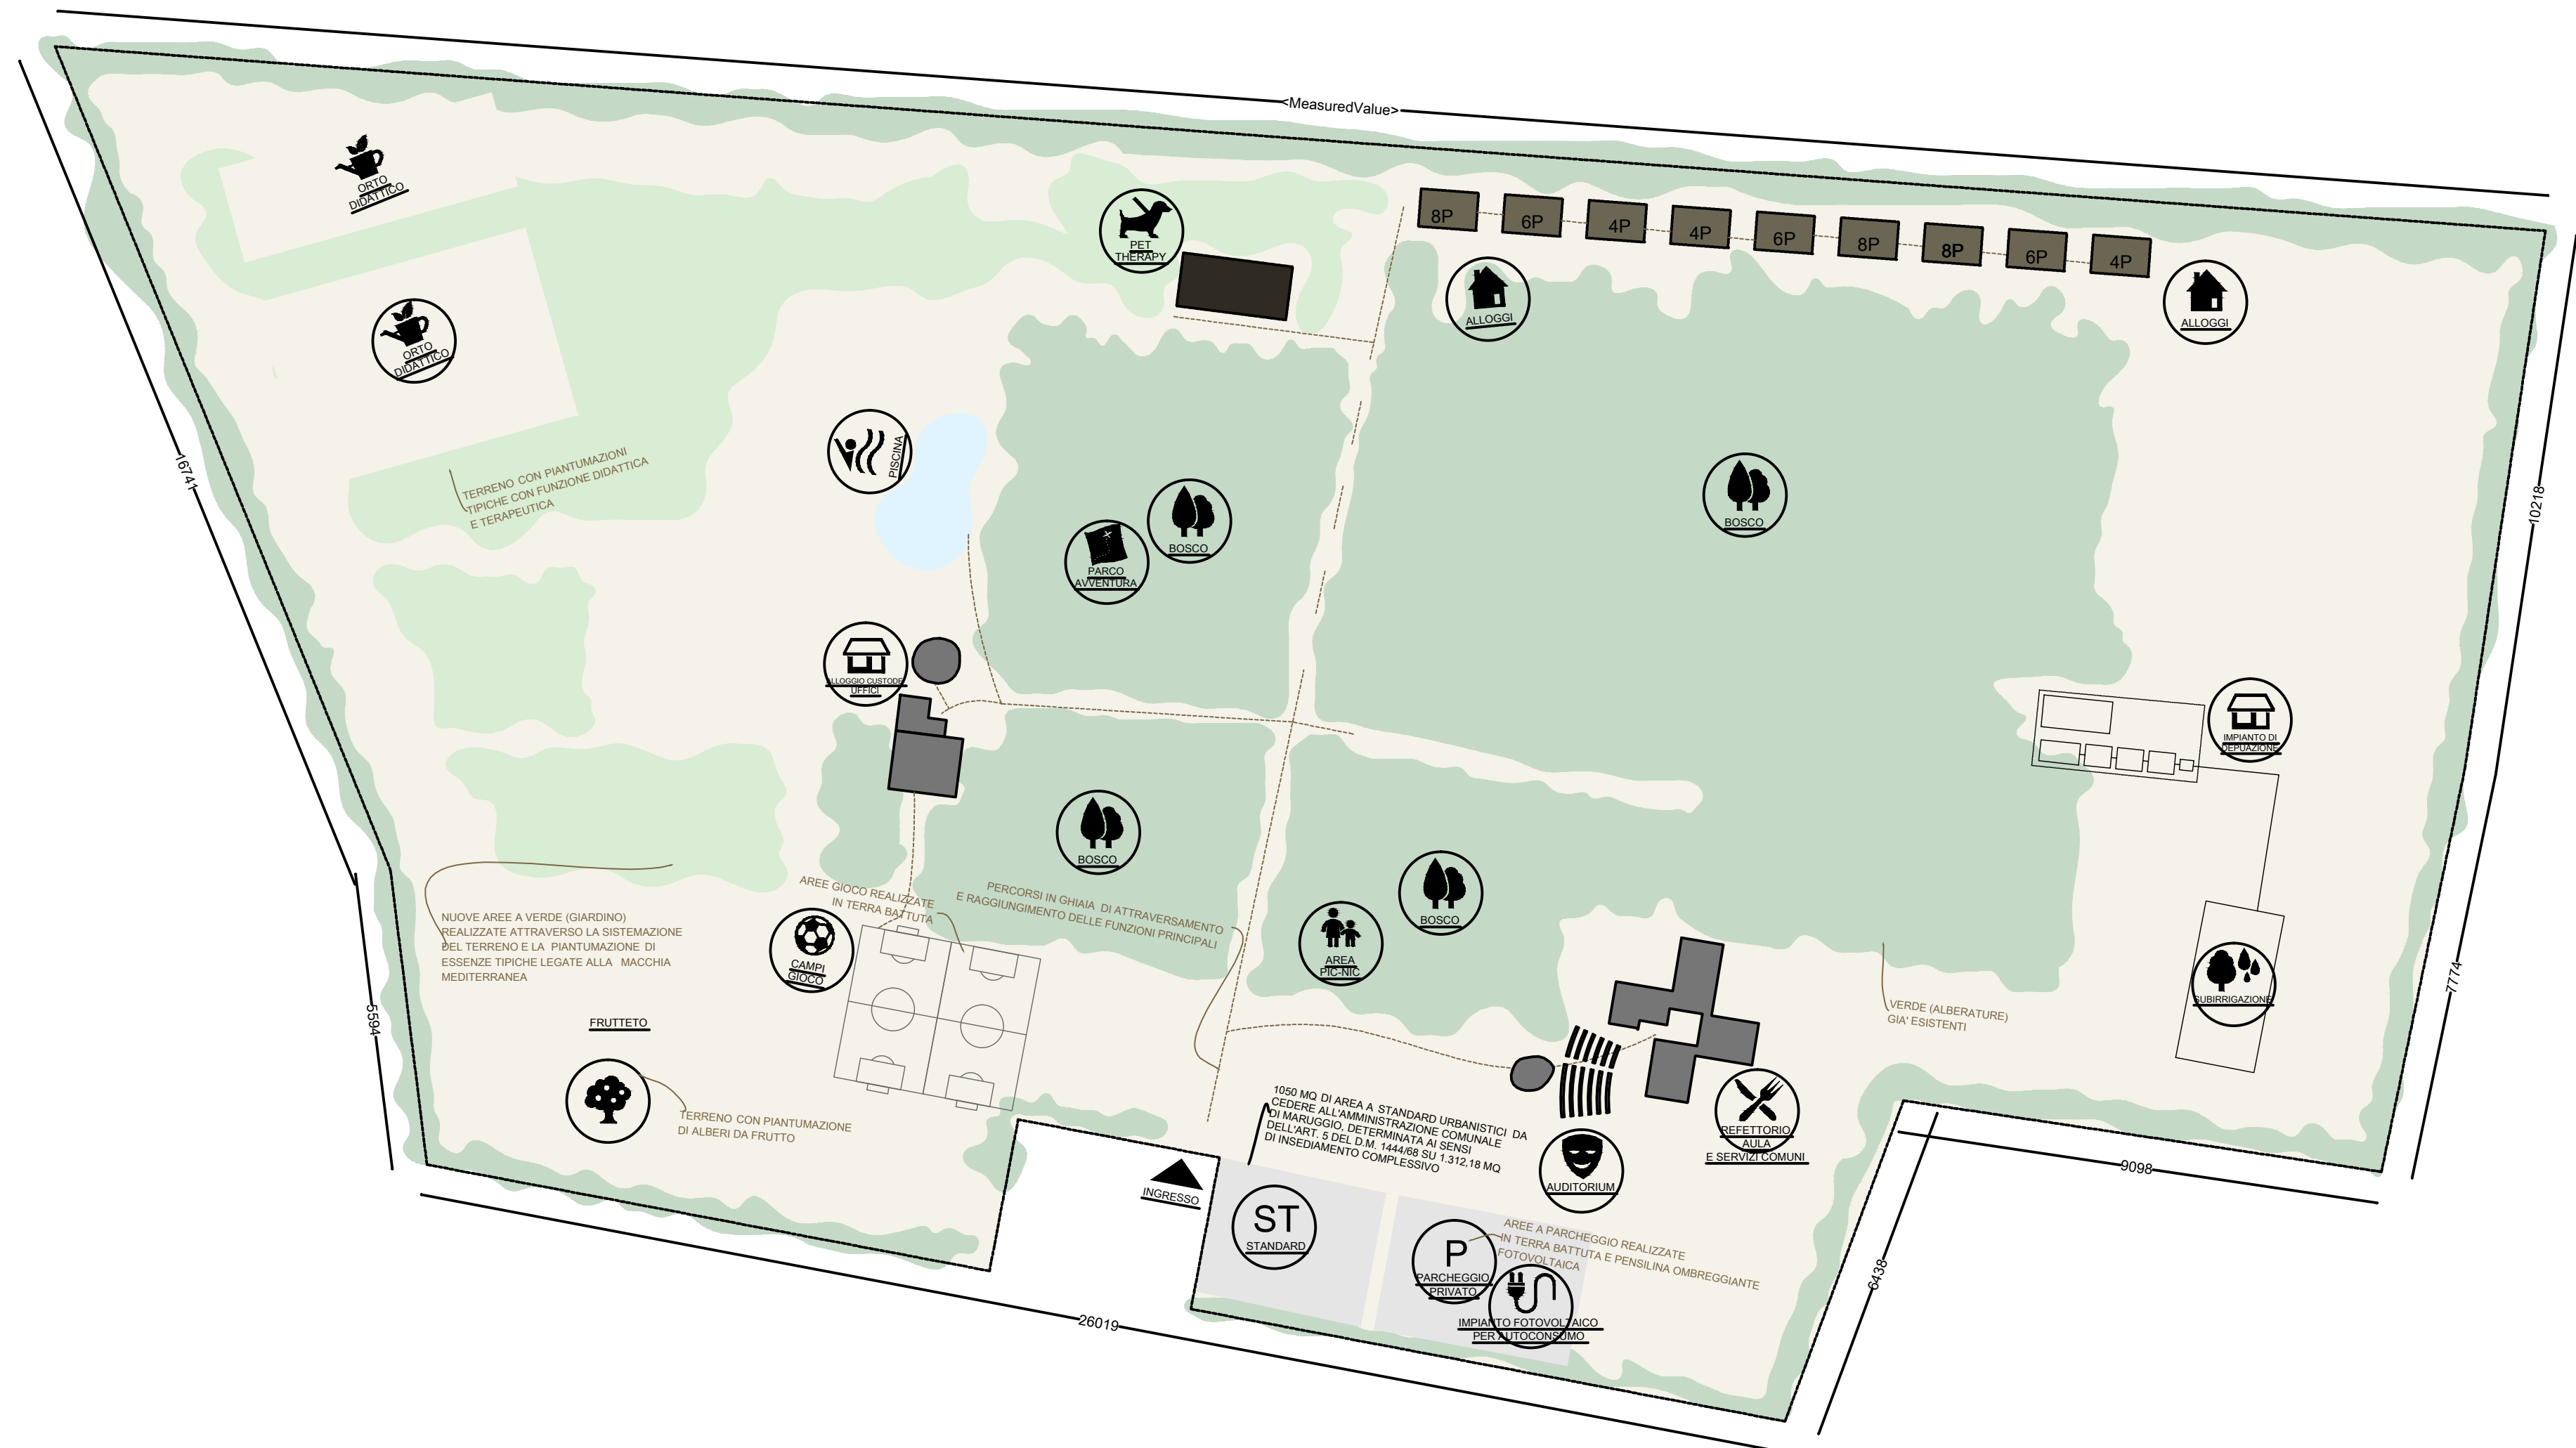 <MeasuredValue>
ORTO
DIDATTICO
PET
THERAPY
8P
6P
4P
4P
6P
8P
8P
6P
4P
ALLOGGI
ALLOGGI
ORTO
DIDATTICO
16741
TERRENO CON PIANTUMAZIONI
TIPICHE CON FUNZIONE DIDATTICA
E TERAPEUTICA
PISCINA
BOSCO
PARCO
AVVENTURA
BOSCO
10218
ALLOGGIO CUSTODE
UFFICI
IMPIANTO DI
DEPUAZIONE
BOSCO
BOSCO
AREE GIOCO REALIZZATE
IN TERRA BATTUTA
PERCORSI IN GHIAIA DI ATTRAVERSAMENTO
E RAGGIUNGIMENTO DELLE FUNZIONI PRINCIPALI
NUOVE AREE A VERDE (GIARDINO)
REALIZZATE ATTRAVERSO LA SISTEMAZIONE
DEL TERRENO E LA PIANTUMAZIONE DI
ESSENZE TIPICHE LEGATE ALLA MACCHIA
MEDITERRANEA
CAMPI
GIOCO
AREA
PIC-NIC
7774
SUBIRRIGAZIONE
VERDE (ALBERATURE)
GIA' ESISTENTI
5594
FRUTTETO
TERRENO CON PIANTUMAZIONE
DI ALBERI DA FRUTTO
1050 MQ DI AREA A STANDARD URBANISTICI DA
CEDERE ALL'AMMINISTRAZIONE COMUNALE
DI MARUGGIO, DETERMINATA AI SENSI
DELL'ART. 5 DEL D.M. 1444/68 SU 1.312,18 MQ
DI INSEDIAMENTO COMPLESSIVO
REFETTORIO
AULA
E SERVIZI COMUNI
9098
AUDITORIUM
INGRESSO
ST
STANDARD
P
PARCHEGGIO
PRIVATO
AREE A PARCHEGGIO REALIZZATE
IN TERRA BATTUTA E PENSILINA OMBREGGIANTE
FOTOVOLTAICA
IMPIANTO FOTOVOLTAICO
PER AUTOCONSUMO
6438
26019